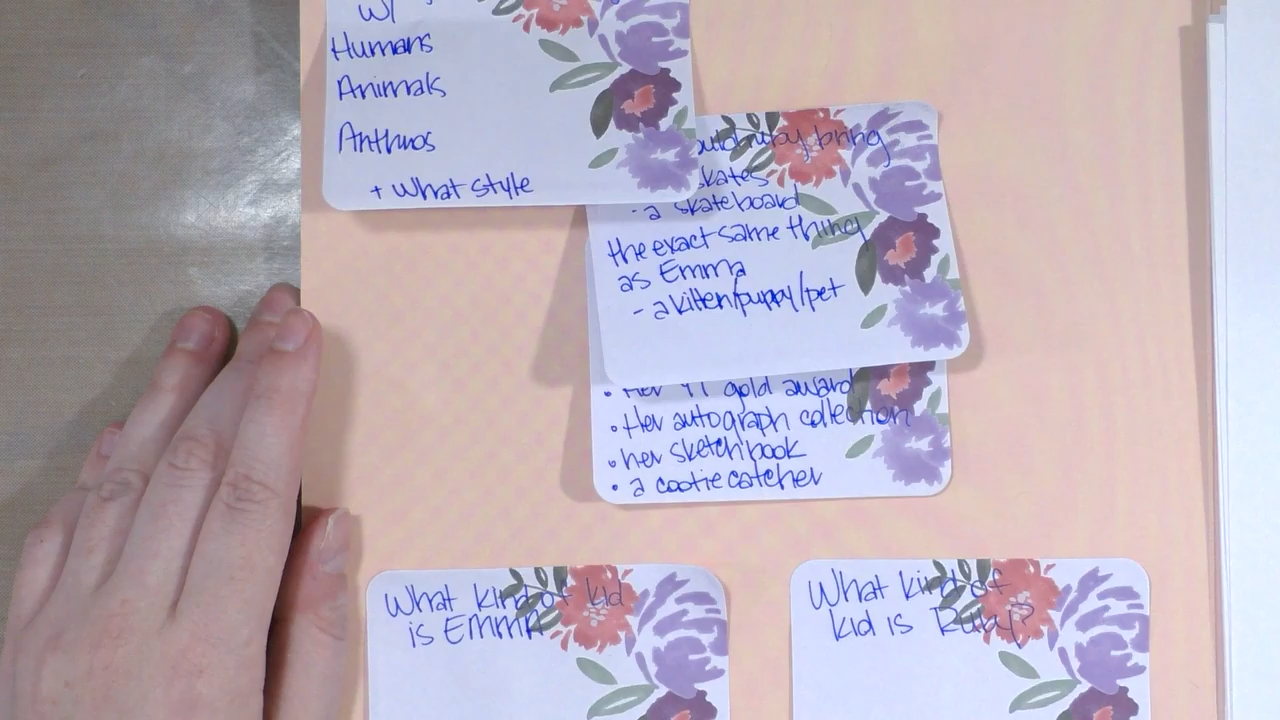 w/
Humans
Animals
Anthros
+ What style
Ruby bring
skates
- a skateboard
the exact same thing
as Emma
- a kitten/puppy/pet
• Her gold award
• Her autograph collection
• her sketchbook
• a cootie catcher
What kind of kid
is Emma
What kind of
kid is Ruby?